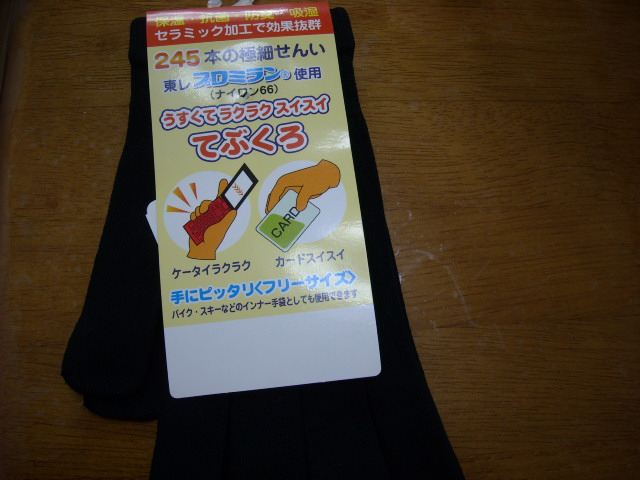 保温・抗菌・防臭・吸湿
セラミック加工で効果抜群
245本の極細せんい
東レプロミラン®使用
(ナイロン66)
うすくてラクラクスイスイ
てぶくろ
CARD
ケータイラクラク
カードスイスイ
手にピッタリ〈フリーサイズ〉
バイク・スキーなどのインナー手袋としても使用できます